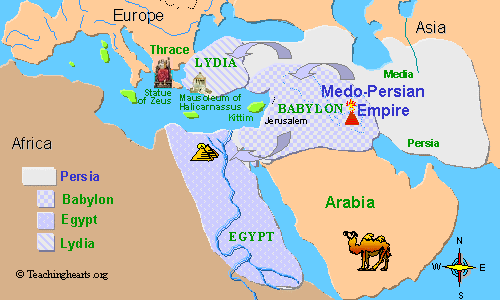 Europe
Asia
Thrace
LYDIA
Media
Statue
of Zeus
Mausoleum of
Halicarnassus
Kittim
BABYLON
Medo-Persian
Empire
Jerusalem
Africa
Persia
Persia
Babylon
Egypt
Lydia
Arabia
EGYPT
N
W
E
S
© Teachinghearts.org